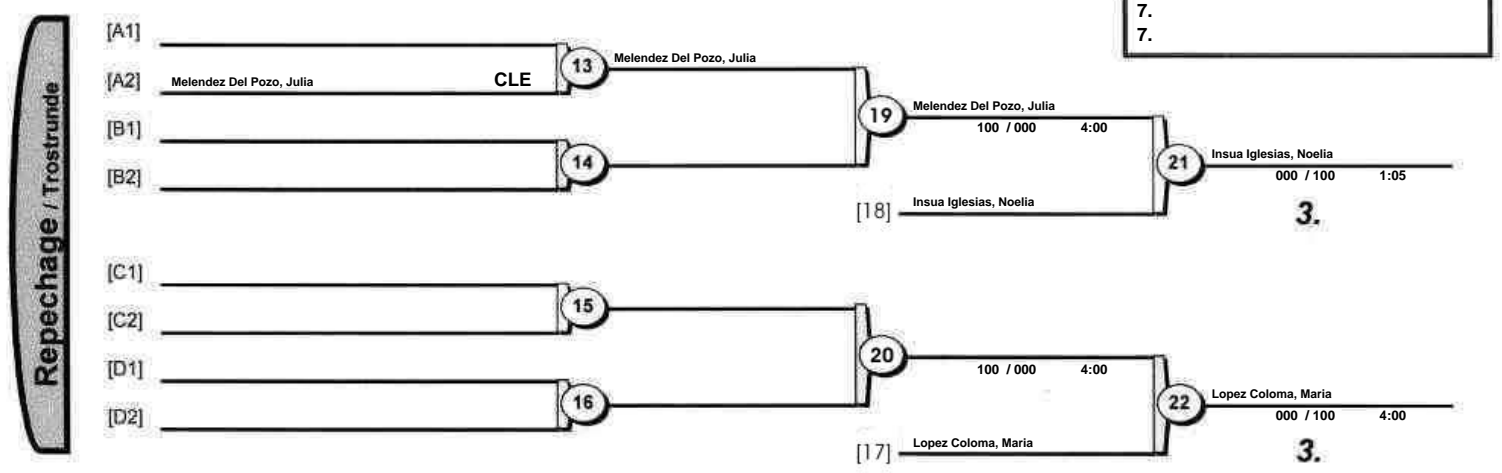 7.
7.
Repechage / Trostrunde
[A1]
[A2] Melendez Del Pozo, Julia CLE
[B1]
[B2]
[C1]
[C2]
[D1]
[D2]
13
14
15
16
Melendez Del Pozo, Julia
19
20
Melendez Del Pozo, Julia
100 / 000 4:00
[18] Insua Iglesias, Noelia
100 / 000 4:00
[17] Lopez Coloma, Maria
21
22
Insua Iglesias, Noelia
000 / 100 1:05
3.
Lopez Coloma, Maria
000 / 100 4:00
3.